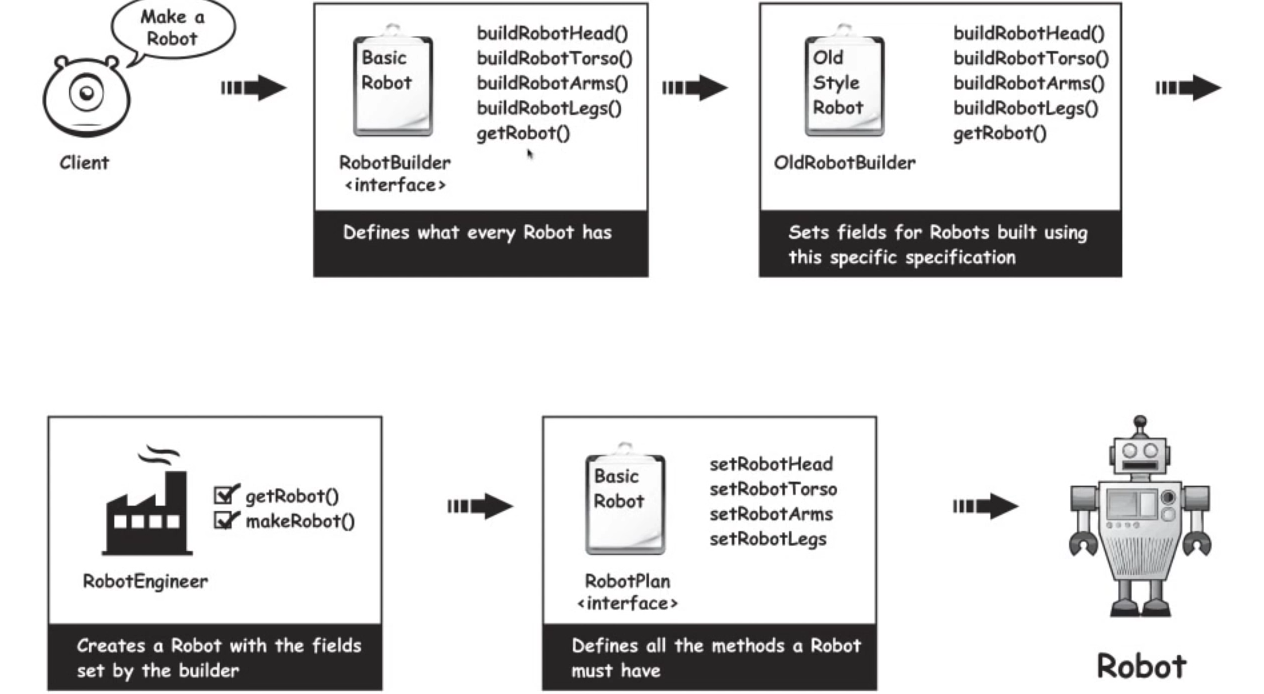 Make a
Robot
Client
Basic
Robot
buildRobotHead()
buildRobotTorso()
buildRobotArms()
buildRobotLegs()
getRobot()
RobotBuilder
<interface>
Defines what every Robot has
Old
Style
Robot
buildRobotHead()
buildRobotTorso()
buildRobotArms()
buildRobotLegs()
getRobot()
OldRobotBuilder
Sets fields for Robots built using
this specific specification
getRobot()
makeRobot()
RobotEngineer
Creates a Robot with the fields
set by the builder
Basic
Robot
setRobotHead
setRobotTorso
setRobotArms
setRobotLegs
RobotPlan
<interface>
Defines all the methods a Robot
must have
Robot